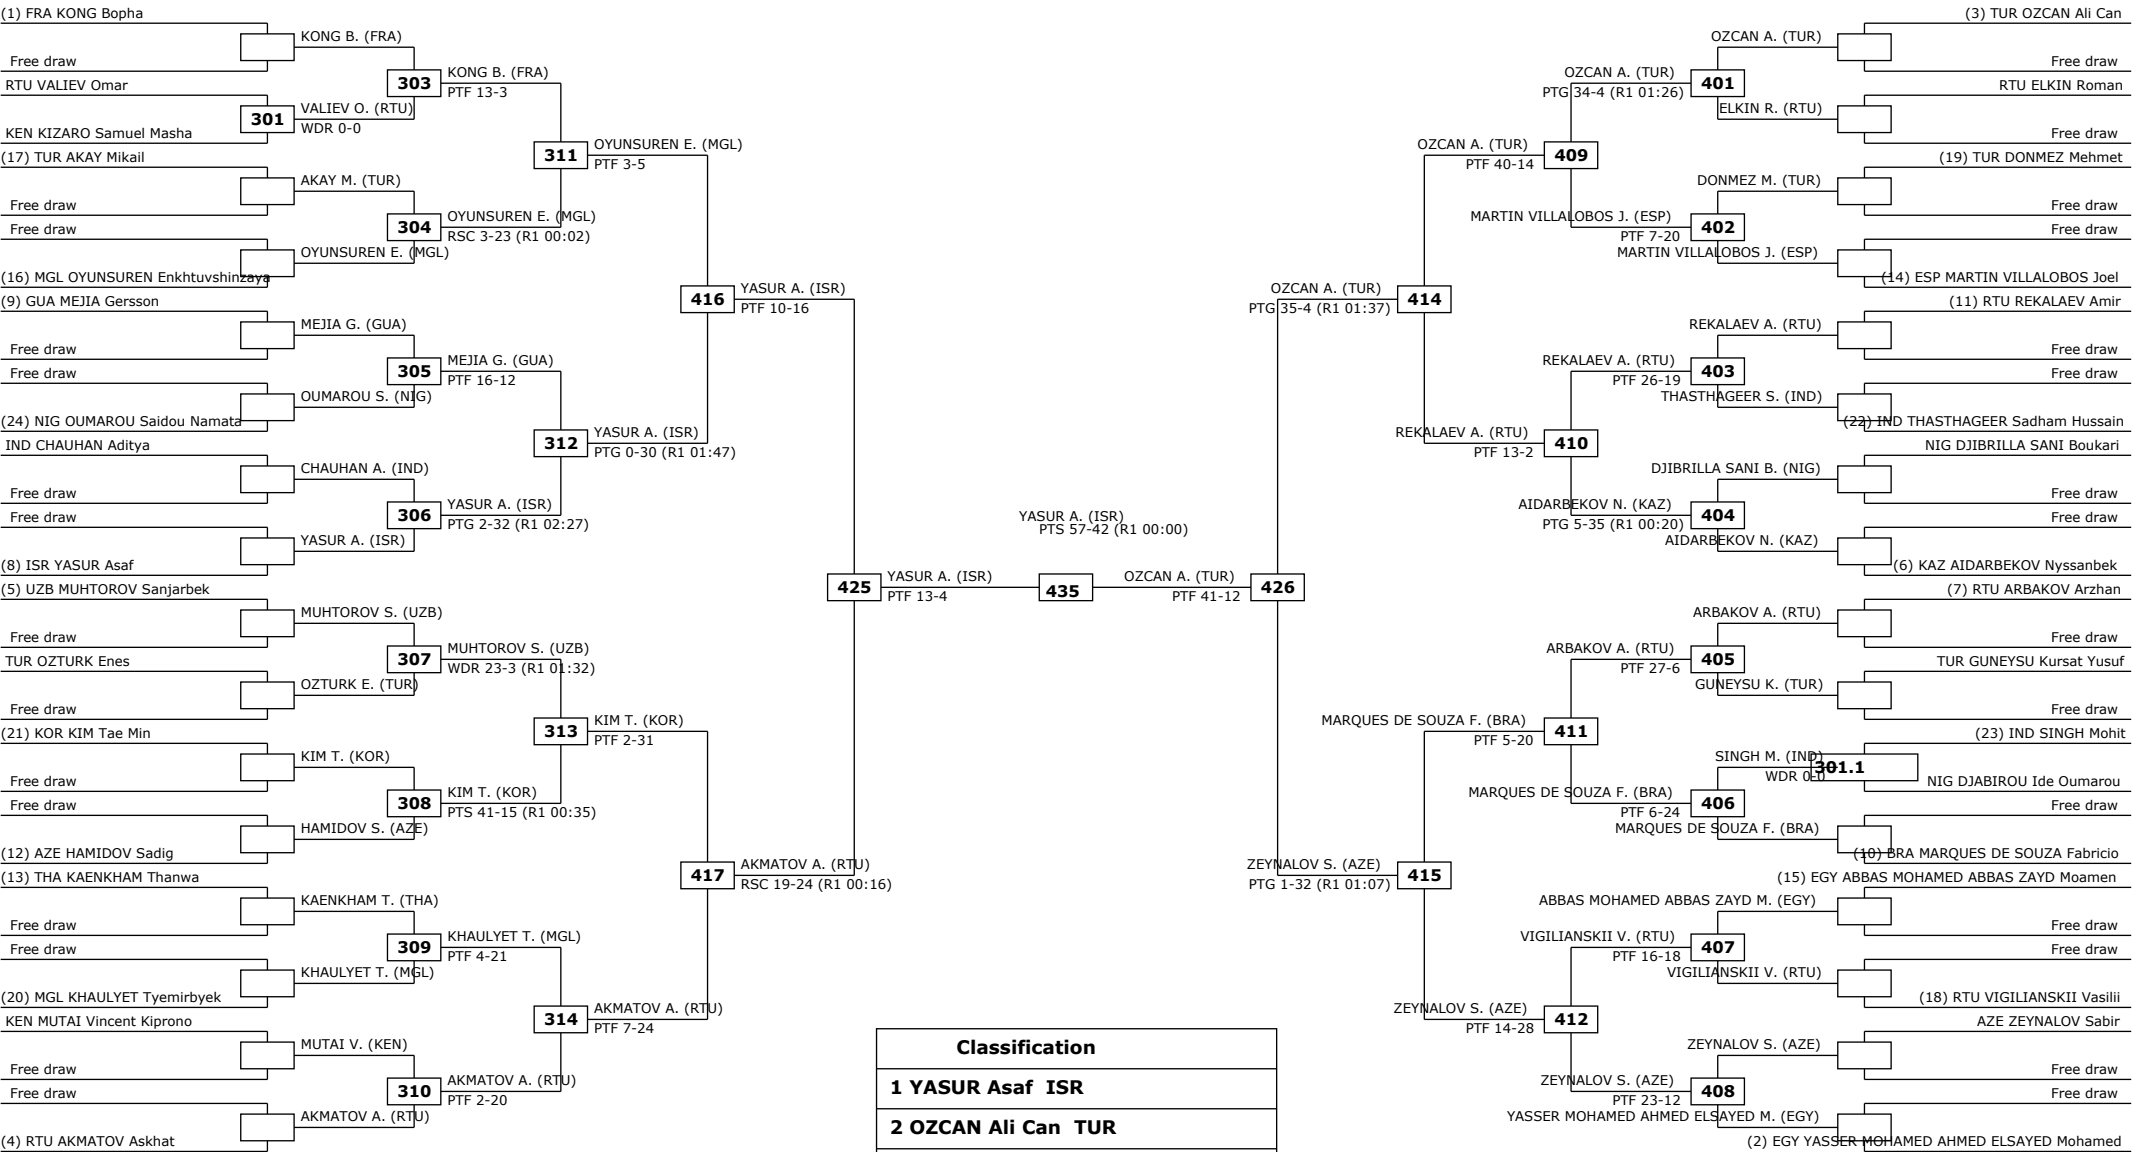 (1) FRA KONG Bopha
Free draw
RTU VALIEV Omar
KEN KIZARO Samuel Masha
(17) TUR AKAY Mikail
Free draw
Free draw
(16) MGL OYUNSUREN Enkhtuvshinzaya
(9) GUA MEJIA Gersson
Free draw
Free draw
(24) NIG OUMAROU Saidou Namata
IND CHAUHAN Aditya
Free draw
Free draw
(8) ISR YASUR Asaf
(5) UZB MUHTOROV Sanjarbek
Free draw
TUR OZTURK Enes
Free draw
(21) KOR KIM Tae Min
Free draw
Free draw
(12) AZE HAMIDOV Sadig
(13) THA KAENKHAM Thanwa
Free draw
Free draw
(20) MGL KHAULYET Tyemirbyek
KEN MUTAI Vincent Kiprono
Free draw
Free draw
(4) RTU AKMATOV Askhat
KONG B. (FRA)
301
VALIEV O. (RTU)
WDR 0-0
AKAY M. (TUR)
OYUNSUREN E. (MGL)
MEJIA G. (GUA)
OUMAROU S. (NIG)
CHAUHAN A. (IND)
YASUR A. (ISR)
MUHTOROV S. (UZB)
OZTURK E. (TUR)
KIM T. (KOR)
HAMIDOV S. (AZE)
KAENKHAM T. (THA)
KHAULYET T. (MGL)
MUTAI V. (KEN)
AKMATOV A. (RTU)
303
KONG B. (FRA)
PTF 13-3
304
OYUNSUREN E. (MGL)
RSC 3-23 (R1 00:02)
305
MEJIA G. (GUA)
PTF 16-12
306
YASUR A. (ISR)
PTG 2-32 (R1 02:27)
307
MUHTOROV S. (UZB)
WDR 23-3 (R1 01:32)
308
KIM T. (KOR)
PTS 41-15 (R1 00:35)
309
KHAULYET T. (MGL)
PTF 4-21
310
AKMATOV A. (RTU)
PTF 2-20
311
OYUNSUREN E. (MGL)
PTF 3-5
312
YASUR A. (ISR)
PTG 0-30 (R1 01:47)
313
KIM T. (KOR)
PTF 2-31
314
AKMATOV A. (RTU)
PTF 7-24
416
YASUR A. (ISR)
PTF 10-16
417
AKMATOV A. (RTU)
RSC 19-24 (R1 00:16)
425
YASUR A. (ISR)
PTF 13-4
YASUR A. (ISR)
PTS 57-42 (R1 00:00)
435
OZCAN A. (TUR)
PTF 41-12
426
OZCAN A. (TUR)
PTG 35-4 (R1 01:37)
414
ZEYNALOV S. (AZE)
PTG 1-32 (R1 01:07)
415
OZCAN A. (TUR)
PTF 40-14
409
REKALAEV A. (RTU)
PTF 13-2
410
MARQUES DE SOUZA F. (BRA)
PTF 5-20
411
ZEYNALOV S. (AZE)
PTF 14-28
412
OZCAN A. (TUR)
PTG 34-4 (R1 01:26)
401
MARTIN VILLALOBOS J. (ESP)
PTF 7-20
402
REKALAEV A. (RTU)
PTF 26-19
403
AIDARBEKOV N. (KAZ)
PTG 5-35 (R1 00:20)
404
ARBAKOV A. (RTU)
PTF 27-6
405
MARQUES DE SOUZA F. (BRA)
PTF 6-24
406
VIGILIANSKII V. (RTU)
PTF 16-18
407
ZEYNALOV S. (AZE)
PTF 23-12
408
OZCAN A. (TUR)
ELKIN R. (RTU)
DONMEZ M. (TUR)
MARTIN VILLALOBOS J. (ESP)
REKALAEV A. (RTU)
THASTHAGEER S. (IND)
DJIBRILLA SANI B. (NIG)
AIDARBEKOV N. (KAZ)
ARBAKOV A. (RTU)
GUNEYSU K. (TUR)
SINGH M. (IND)
WDR 0-0
301.1
MARQUES DE SOUZA F. (BRA)
ABBAS MOHAMED ABBAS ZAYD M. (EGY)
VIGILIANSKII V. (RTU)
ZEYNALOV S. (AZE)
YASSER MOHAMED AHMED ELSAYED M. (EGY)
(3) TUR OZCAN Ali Can
Free draw
RTU ELKIN Roman
Free draw
(19) TUR DONMEZ Mehmet
Free draw
Free draw
(14) ESP MARTIN VILLALOBOS Joel
(11) RTU REKALAEV Amir
Free draw
Free draw
(22) IND THASTHAGEER Sadham Hussain
NIG DJIBRILLA SANI Boukari
Free draw
Free draw
(6) KAZ AIDARBEKOV Nyssanbek
(7) RTU ARBAKOV Arzhan
Free draw
TUR GUNEYSU Kursat Yusuf
Free draw
(23) IND SINGH Mohit
NIG DJABIROU Ide Oumarou
Free draw
(10) BRA MARQUES DE SOUZA Fabricio
(15) EGY ABBAS MOHAMED ABBAS ZAYD Moamen
Free draw
Free draw
(18) RTU VIGILIANSKII Vasilii
AZE ZEYNALOV Sabir
Free draw
Free draw
(2) EGY YASSER MOHAMED AHMED ELSAYED Mohamed
Classification
1 YASUR Asaf ISR
2 OZCAN Ali Can TUR